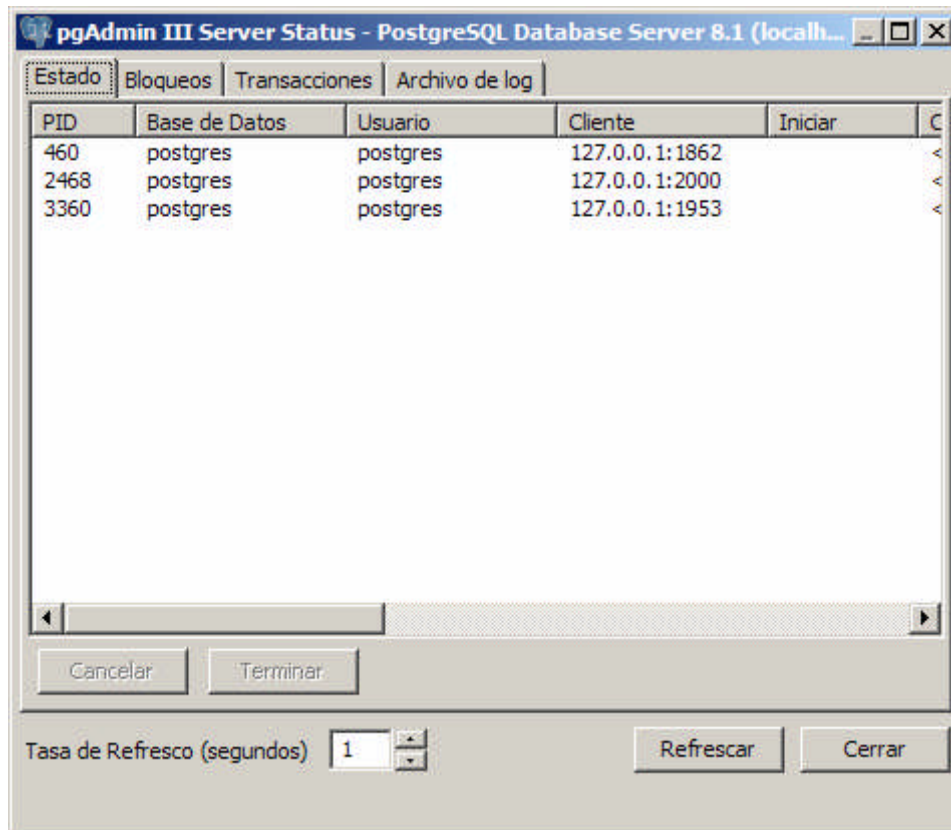 pgAdmin III Server Status - PostgreSQL Database Server 8.1 (localh...
Estado Bloqueos Transacciones Archivo de log
PID Base de Datos Usuario Cliente Iniciar C
460 postgres postgres 127.0.0.1:1862 <
2468 postgres postgres 127.0.0.1:2000 <
3360 postgres postgres 127.0.0.1:1953 <
Cancelar Terminar
Tasa de Refresco (segundos) 1 Refrescar Cerrar